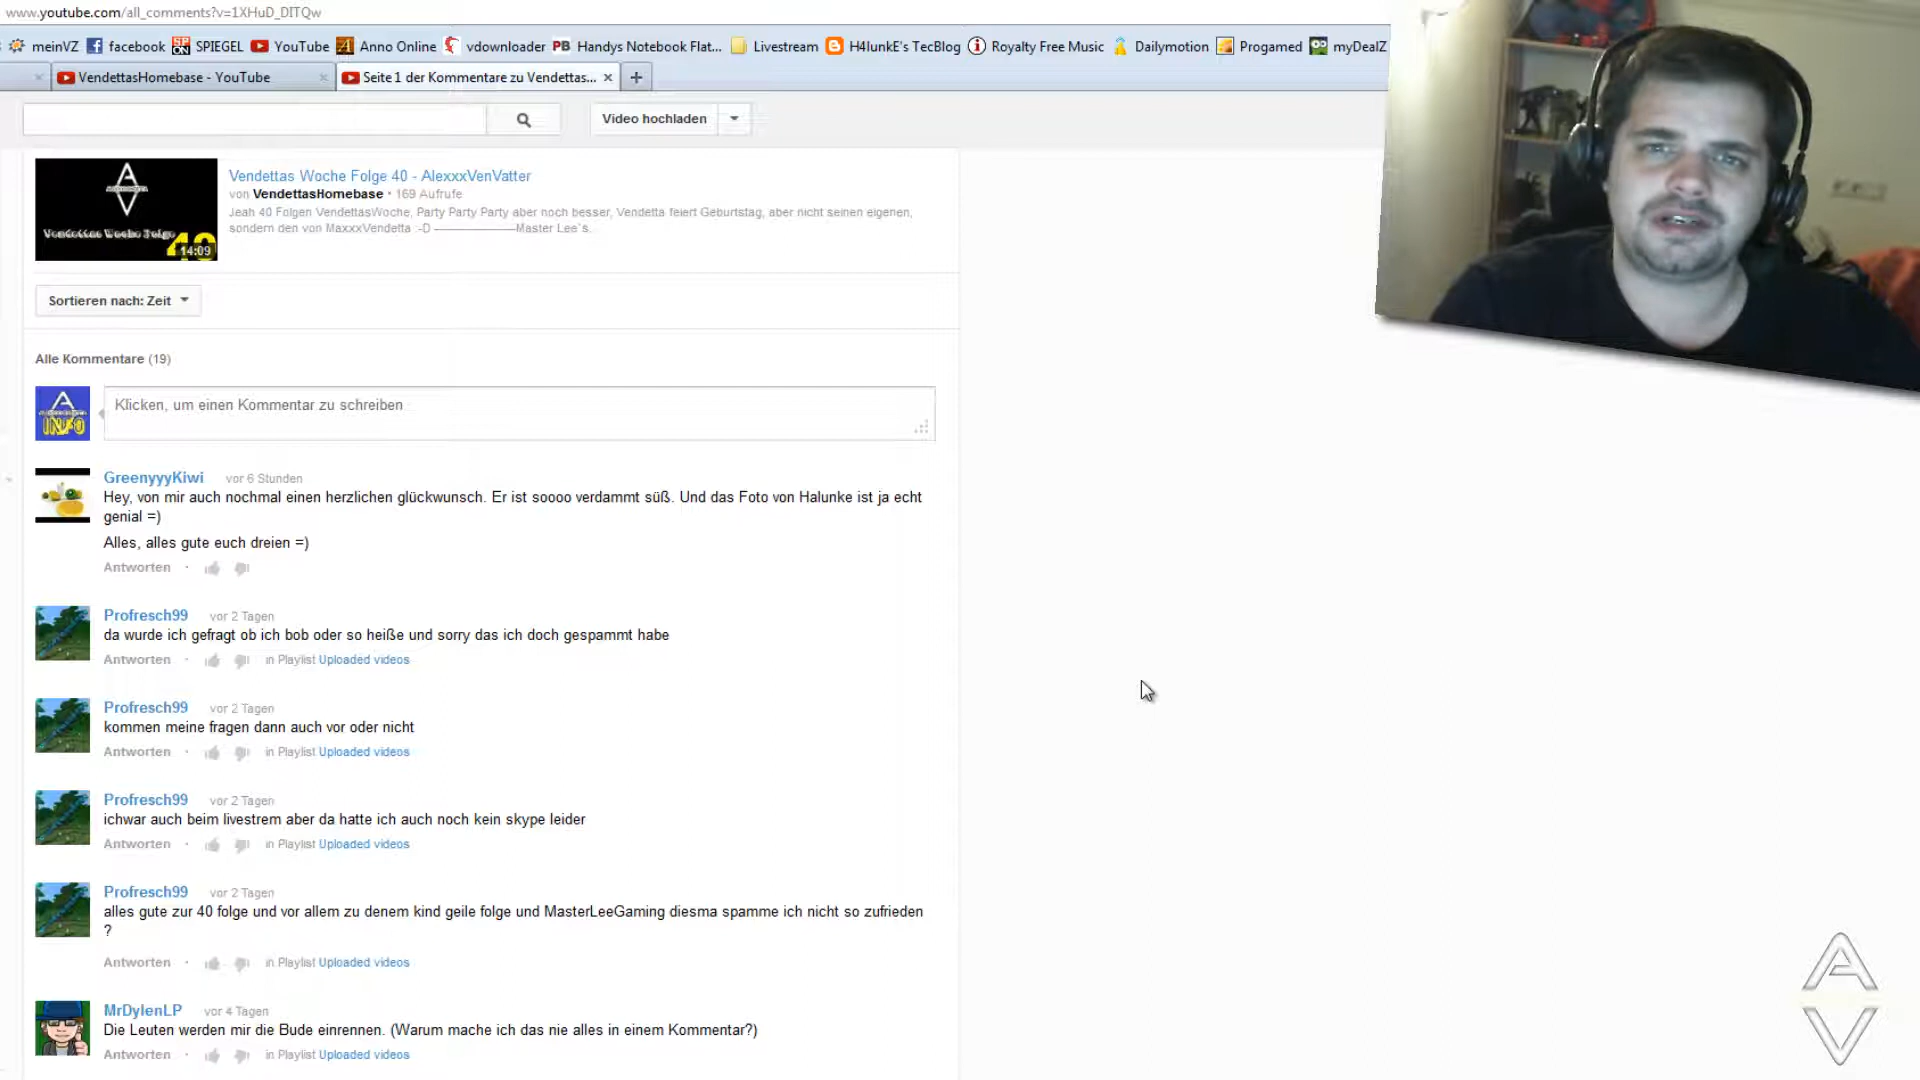 www.youtube.com/all_comments?v=1XHuD_DITQw
meinVZ facebook SPIEGEL YouTube Anno Online vdownloader Handys Notebook Flat... Livestream H4lunkE's TecBlog Royalty Free Music Dailymotion Progamed myDealZ
VendettasHomebase - YouTube Seite 1 der Kommentare zu Vendettas...
Video hochladen
Vendettas Woche Folge 40 - AlexxxVenVatter
von VendettasHomebase • 169 Aufrufe
Jeah 40 Folgen VendettasWoche, Party Party Party aber noch besser, Vendetta feiert Geburtstag, aber nicht seinen eigenen,
sondern den von MaxxxVendetta :-D ----------------------Master Lee´s...
Vendettas Woche Folge
40
14:09
Sortieren nach: Zeit
Alle Kommentare (19)
INFO
Klicken, um einen Kommentar zu schreiben
GreenyyyKiwi vor 6 Stunden
Hey, von mir auch nochmal einen herzlichen glückwunsch. Er ist soooo verdammt süß. Und das Foto von Halunke ist ja echt
genial =)
Alles, alles gute euch dreien =)
Antworten
Profresch99 vor 2 Tagen
da wurde ich gefragt ob ich bob oder so heiße und sorry das ich doch gespammt habe
Antworten · in Playlist Uploaded videos
Profresch99 vor 2 Tagen
kommen meine fragen dann auch vor oder nicht
Antworten · in Playlist Uploaded videos
Profresch99 vor 2 Tagen
ichwar auch beim livestrem aber da hatte ich auch noch kein skype leider
Antworten · in Playlist Uploaded videos
Profresch99 vor 2 Tagen
alles gute zur 40 folge und vor allem zu denem kind geile folge und MasterLeeGaming diesma spamme ich nicht so zufrieden
?
Antworten · in Playlist Uploaded videos
MrDylenLP vor 4 Tagen
Die Leuten werden mir die Bude einrennen. (Warum mache ich das nie alles in einem Kommentar?)
Antworten · in Playlist Uploaded videos